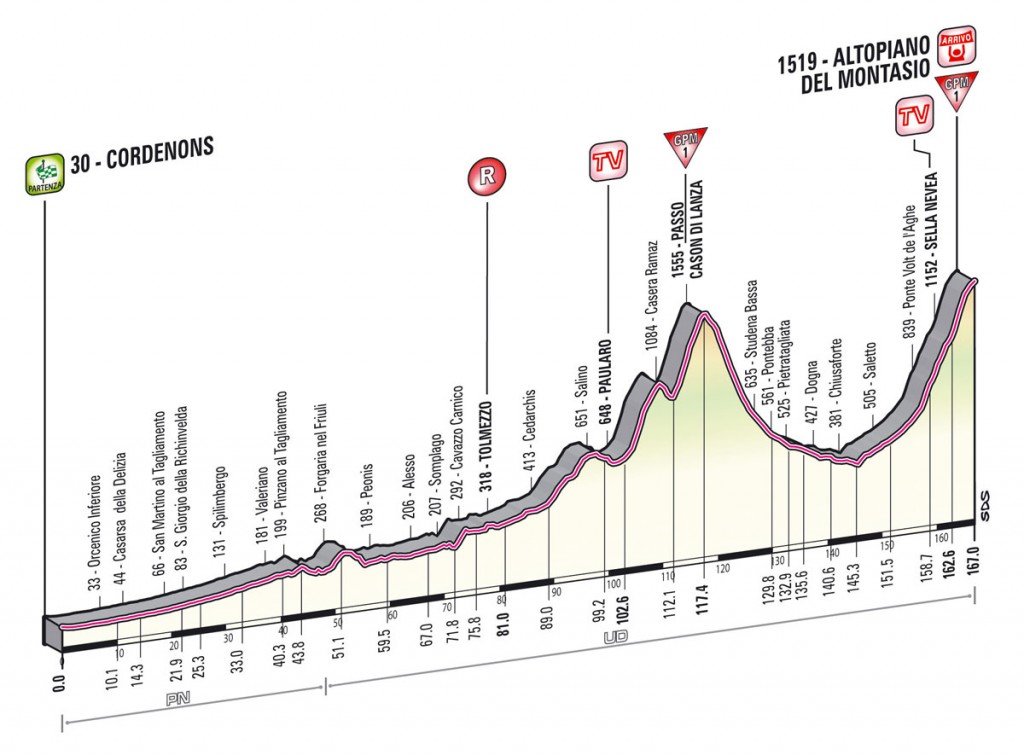 1519 - ALTOPIANO
DEL MONTASIO
ARRIVO
GPM
1
TV
30 - CORDENONS
PARTENZA
R
TV
GPM
1
33 - Orcenico Inferiore
44 - Casarsa della Delizia
66 - San Martino al Tagliamento
83 - S. Giorgio della Richinvelda
131 - Spilimbergo
181 - Valeriano
199 - Pinzano al Tagliamento
268 - Forgaria nel Friuli
189 - Peonis
206 - Alesso
207 - Somplago
292 - Cavazzo Carnico
318 - TOLMEZZO
413 - Cedarchis
651 - Salino
648 - PAULARO
1084 - Casera Ramaz
1555 - PASSO
CASON DI LANZA
635 - Studena Bassa
561 - Pontebba
525 - Pietratagliata
427 - Dogna
381 - Chiusaforte
505 - Saletto
839 - Ponte Volt de l'Aghe
1152 - SELLA NEVEA
SDS
0
10
20
30
40
50
60
70
80
90
100
110
120
130
140
150
160
0.0
10.1
14.3
21.9
25.3
33.0
40.3
43.8
51.1
59.5
67.0
71.8
75.8
81.0
89.0
99.2
102.6
112.1
117.4
129.8
132.9
135.6
140.6
145.3
151.5
158.7
162.6
167.0
PN
UD